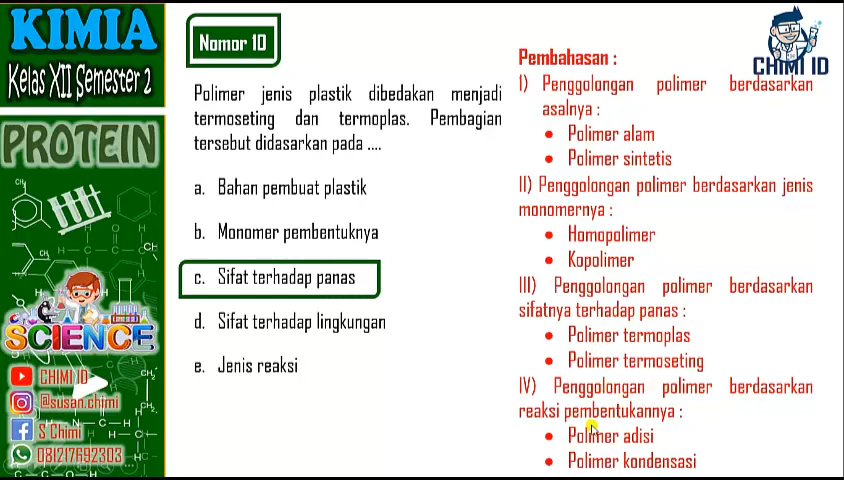 KIMIA
Kelas XII Semester 2
PROTEIN
SCIENCE
CHIMI ID
@susan.chimi
S Chimi
081217692303
Nomor 10
Polimer jenis plastik dibedakan menjadi
termoseting dan termoplas. Pembagian
tersebut didasarkan pada ....
a. Bahan pembuat plastik
b. Monomer pembentuknya
c. Sifat terhadap panas
d. Sifat terhadap lingkungan
e. Jenis reaksi
CHIMI ID
Pembahasan :
I) Penggolongan polimer berdasarkan
asalnya :
• Polimer alam
• Polimer sintetis
II) Penggolongan polimer berdasarkan jenis
monomernya :
• Homopolimer
• Kopolimer
III) Penggolongan polimer berdasarkan
sifatnya terhadap panas :
• Polimer termoplas
• Polimer termoseting
IV) Penggolongan polimer berdasarkan
reaksi pembentukannya :
• Polimer adisi
• Polimer kondensasi